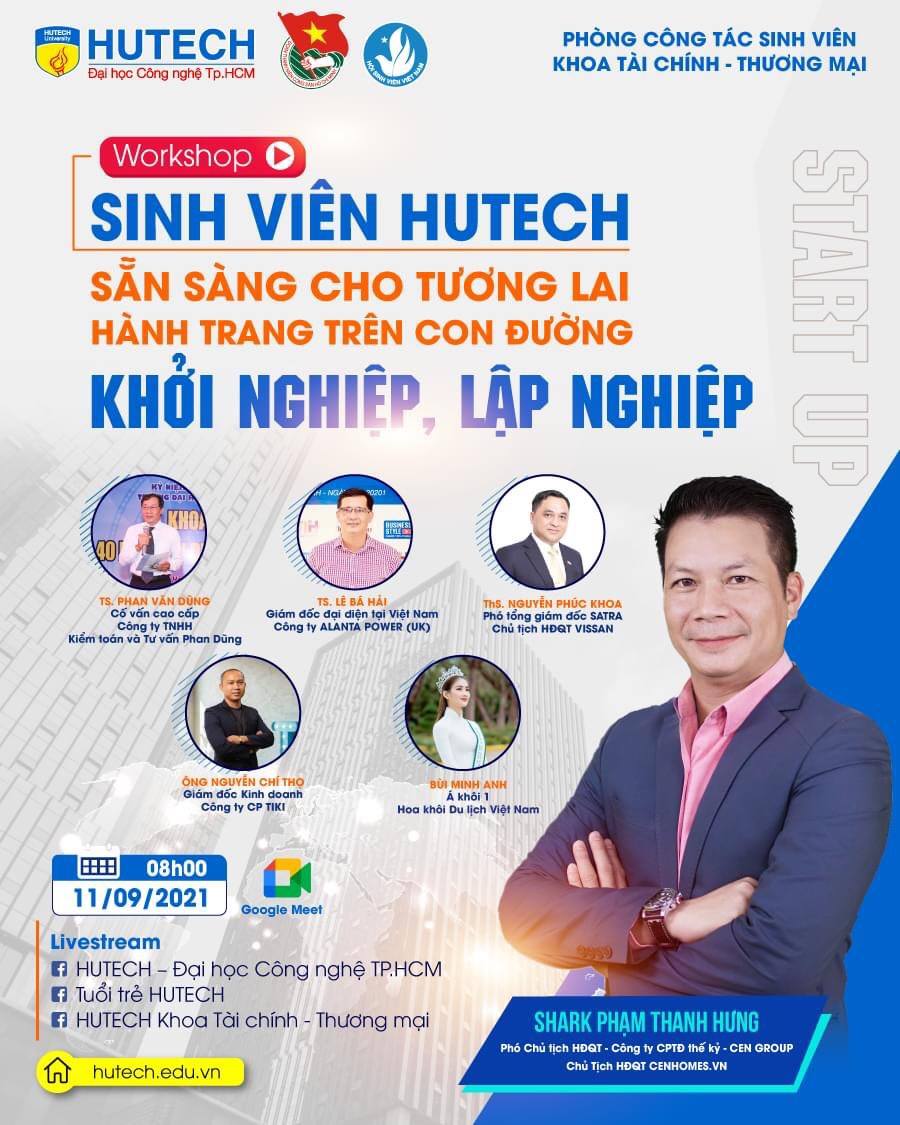 HUTECH
University
HUTECH
Đại học Công nghệ Tp.HCM
HỘI SINH VIÊN VIỆT NAM
PHÒNG CÔNG TÁC SINH VIÊN
KHOA TÀI CHÍNH - THƯƠNG MẠI
Workshop
SINH VIÊN HUTECH
SẴN SÀNG CHO TƯƠNG LAI
HÀNH TRANG TRÊN CON ĐƯỜNG
KHỞI NGHIỆP, LẬP NGHIỆP
START UP
TS. PHAN VĂN DŨNG
Cố vấn cao cấp
Công ty TNHH
Kiểm toán và Tư vấn Phan Dũng
TS. LÊ BÁ HẢI
Giám đốc đại diện tại Việt Nam
Công ty ALANTA POWER (UK)
ThS. NGUYỄN PHÚC KHOA
Phó tổng giám đốc SATRA
Chủ tịch HĐQT VISSAN
ÔNG NGUYỄN CHÍ THỌ
Giám đốc Kinh doanh
Công ty CP TIKI
BÙI MINH ANH
Á khôi 1
Hoa khôi Du lịch Việt Nam
08h00
11/09/2021
Google Meet
Livestream
HUTECH – Đại học Công nghệ TP.HCM
Tuổi trẻ HUTECH
HUTECH Khoa Tài chính - Thương mại
hutech.edu.vn
SHARK PHẠM THANH HƯNG
Phó Chủ tịch HĐQT - Công ty CPTĐ thế kỷ - CEN GROUP
Chủ Tịch HĐQT CENHOMES.VN